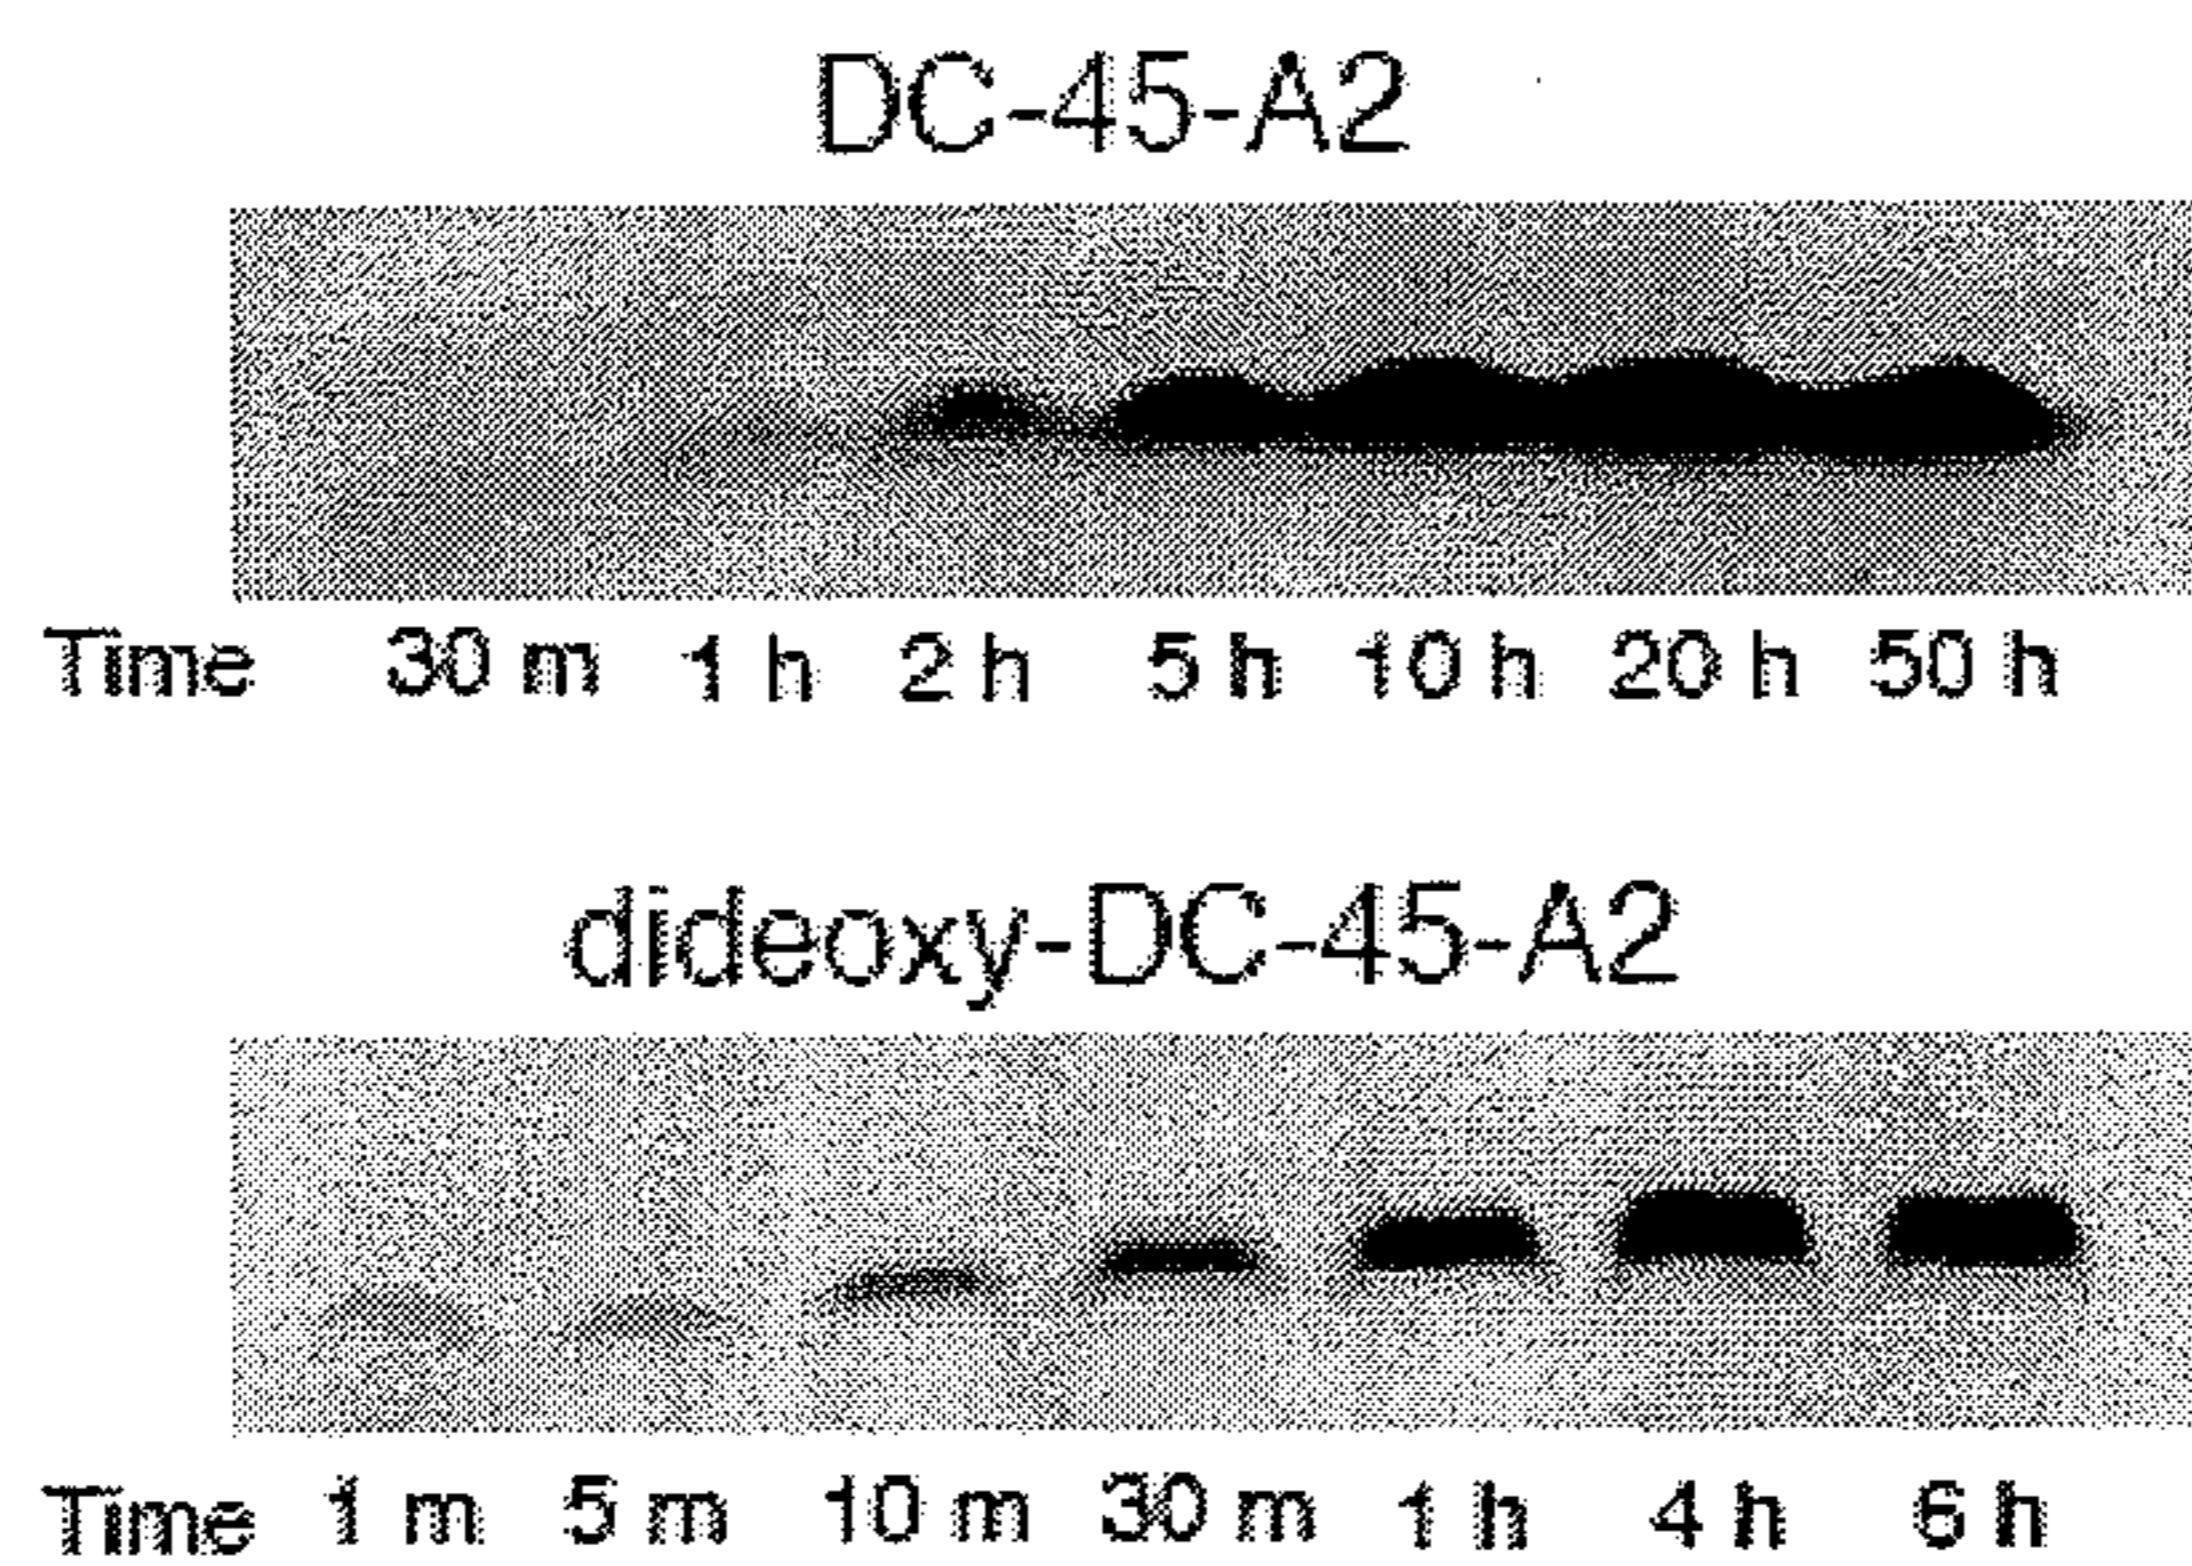 DC-45-A2
Time 30 m 1 h 2 h 5 h 10 h 20 h 50 h
dideoxy-DC-45-A2
Time 1 m 5 m 10 m 30 m 1 h 4 h 6 h